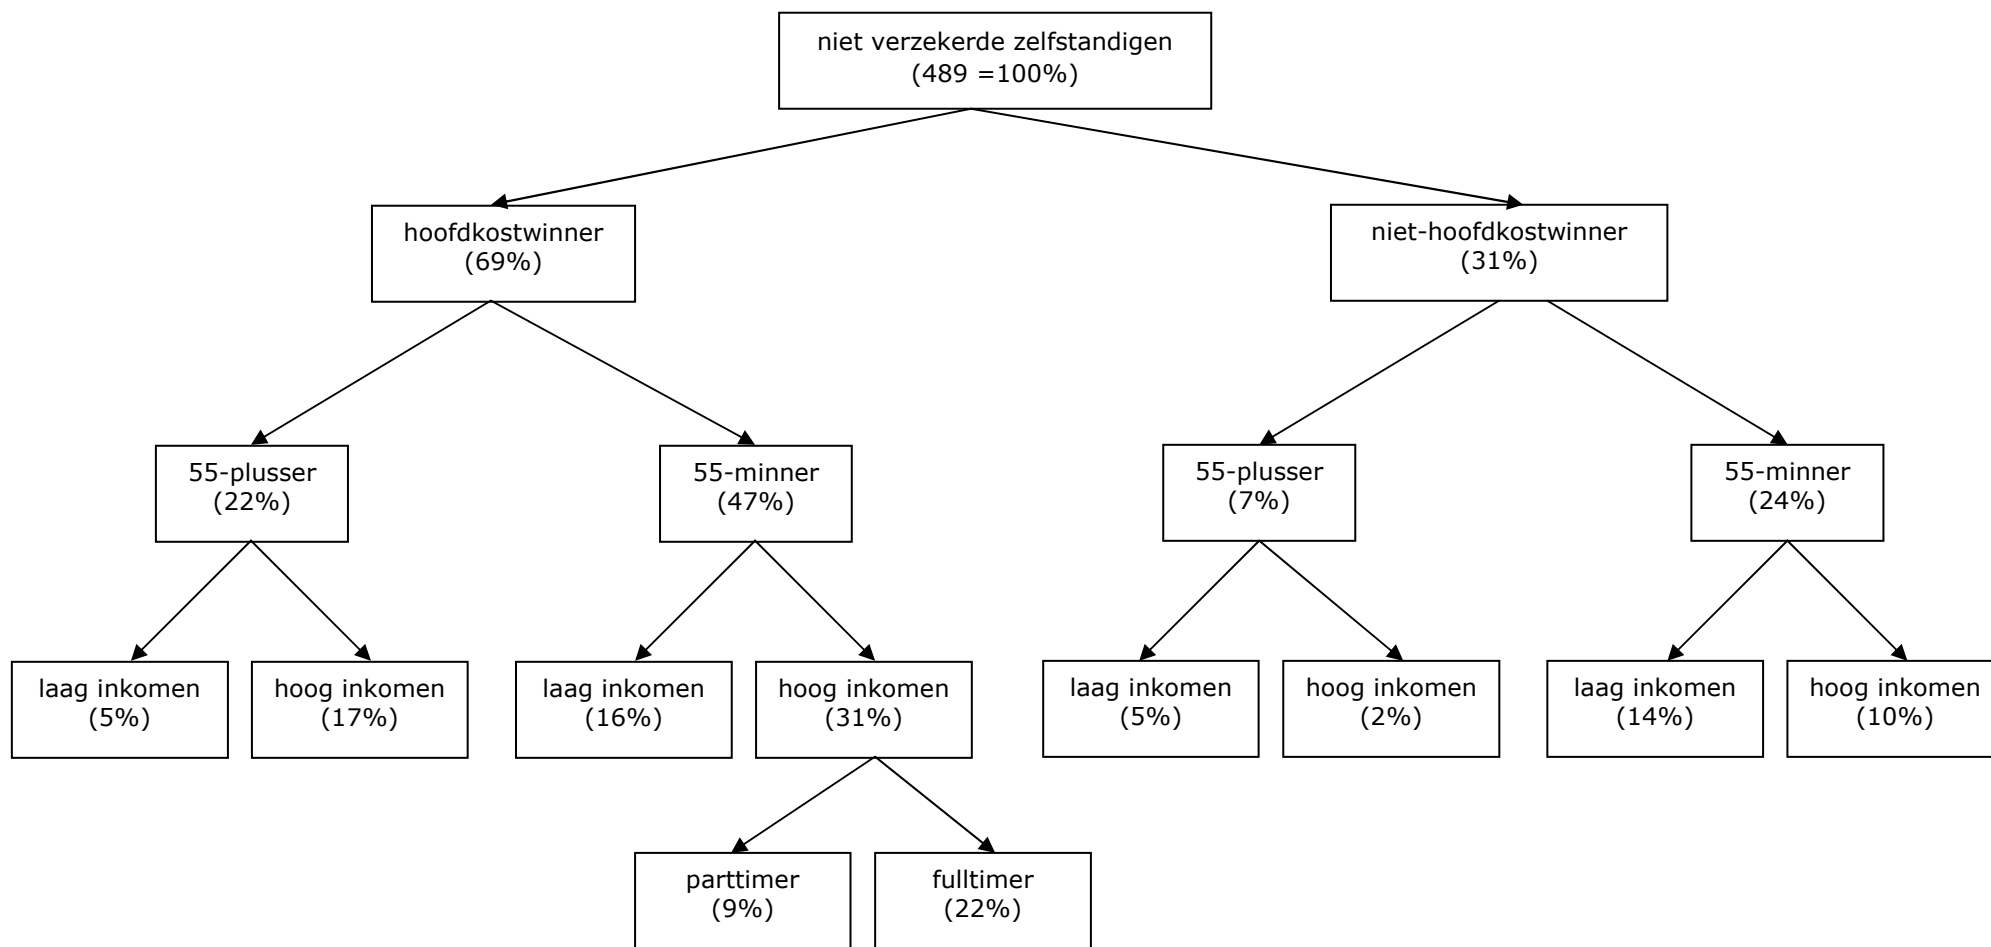 niet verzekerde zelfstandigen
(489 =100%)
hoofdkostwinner
(69%)
niet-hoofdkostwinner
(31%)
55-plusser
(22%)
55-minner
(47%)
55-plusser
(7%)
55-minner
(24%)
laag inkomen
(5%)
hoog inkomen
(17%)
laag inkomen
(16%)
hoog inkomen
(31%)
laag inkomen
(5%)
hoog inkomen
(2%)
laag inkomen
(14%)
hoog inkomen
(10%)
parttimer
(9%)
fulltimer
(22%)